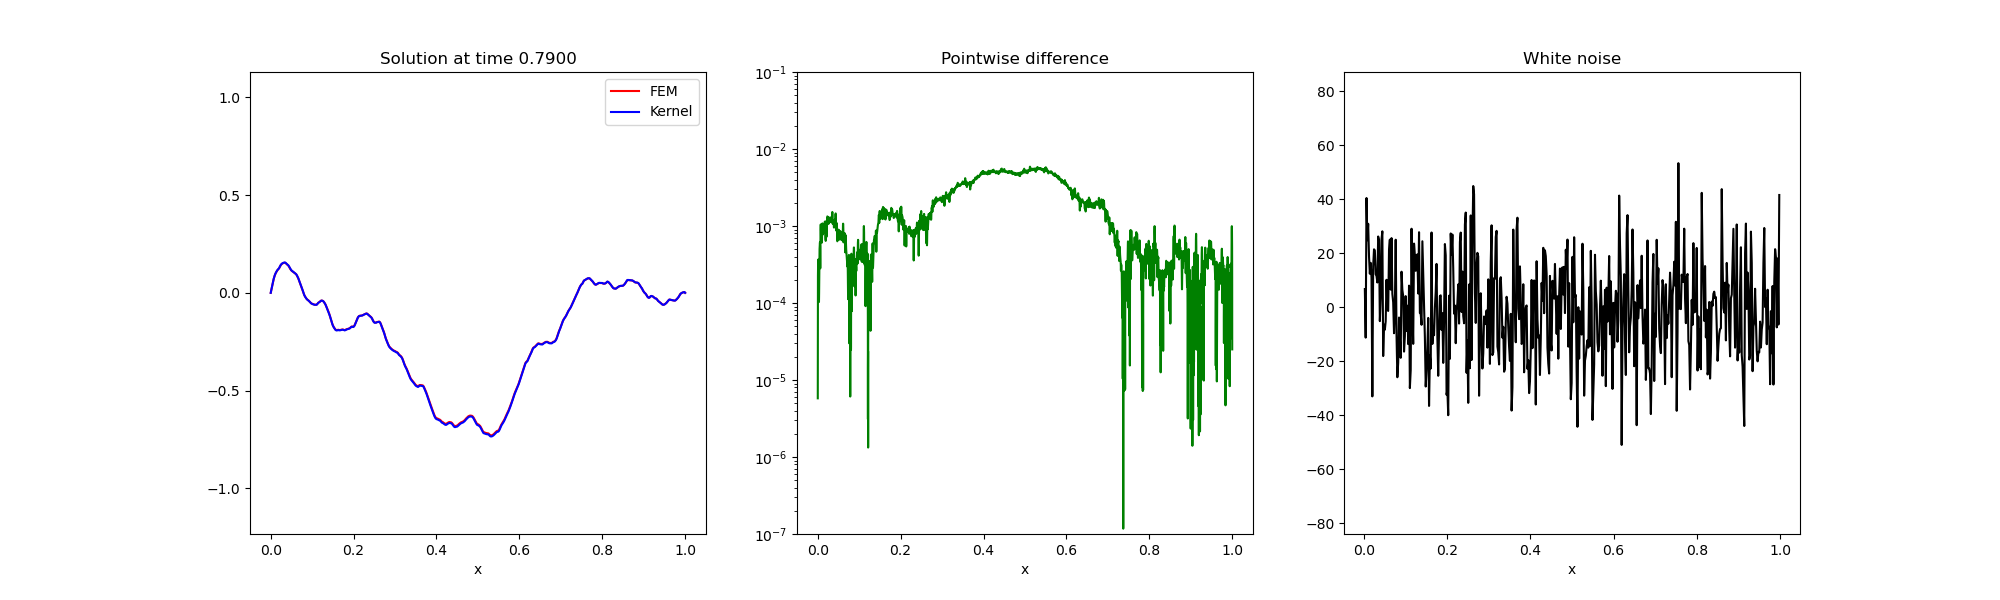 Solution at time 0.7900
1.0
0.5
0.0
−0.5
−1.0
0.0 0.2 0.4 0.6 0.8 1.0
x
FEM
Kernel
Pointwise difference
10⁻¹
10⁻²
10⁻³
10⁻⁴
10⁻⁵
10⁻⁶
10⁻⁷
0.0 0.2 0.4 0.6 0.8 1.0
x
White noise
80
60
40
20
0
−20
−40
−60
−80
0.0 0.2 0.4 0.6 0.8 1.0
x